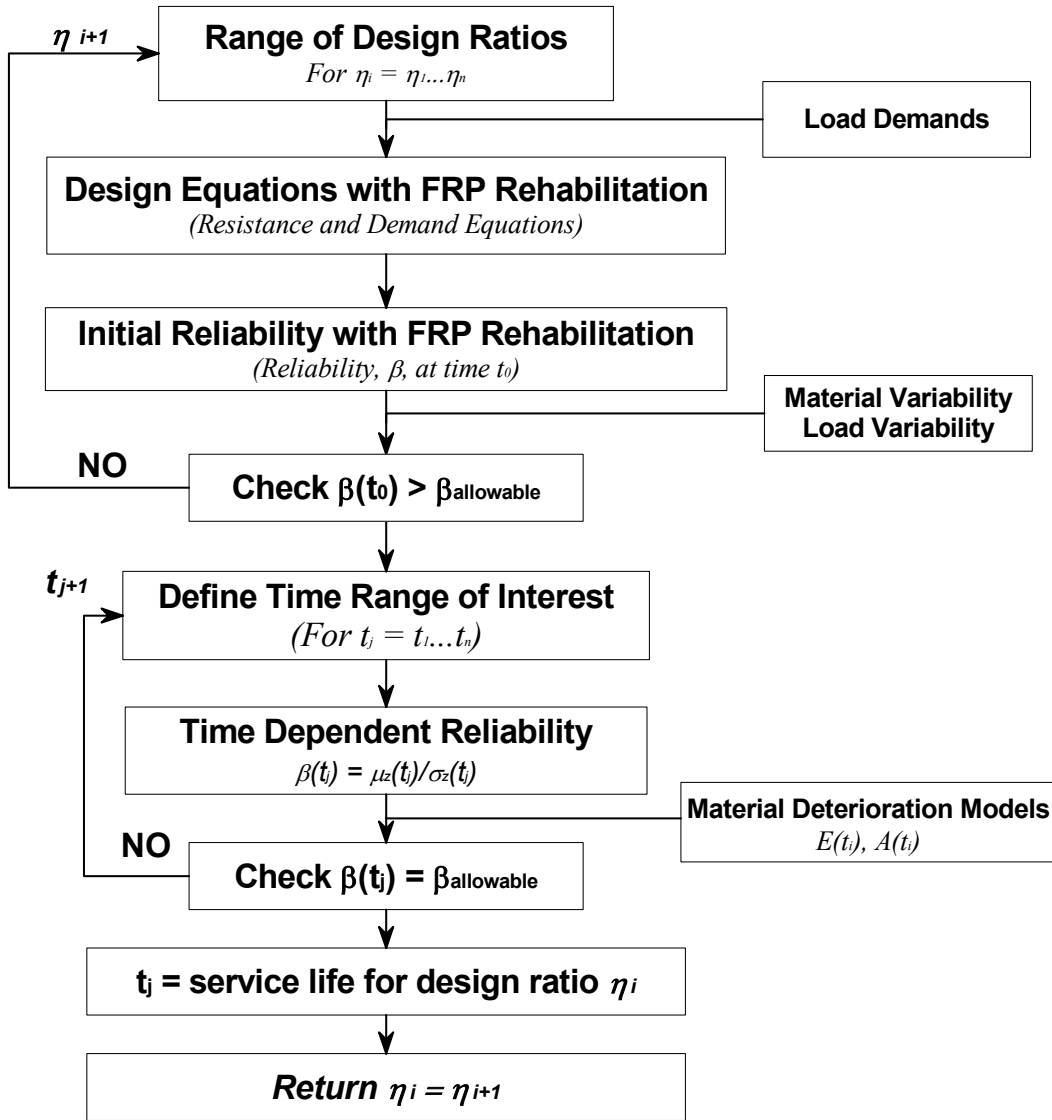 η i+1
Range of Design Ratios
For ηi = η1...ηn
Load Demands
Design Equations with FRP Rehabilitation
(Resistance and Demand Equations)
Initial Reliability with FRP Rehabilitation
(Reliability, β, at time t0)
Material Variability
Load Variability
NO
Check β(t0) > βallowable
tj+1
Define Time Range of Interest
(For tj = t1...tn)
Time Dependent Reliability
β(tj) = μz(tj)/σz(tj)
Material Deterioration Models
E(ti), A(ti)
NO
Check β(tj) = βallowable
tj = service life for design ratio η i
Return η i = η i+1